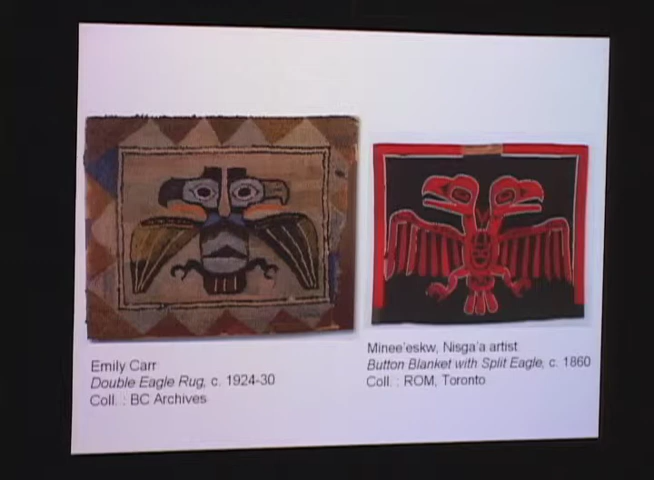 Emily Carr
Double Eagle Rug, c. 1924-30
Coll. : BC Archives
Minee'eskw, Nisga'a artist
Button Blanket with Split Eagle, c. 1860
Coll. : ROM, Toronto